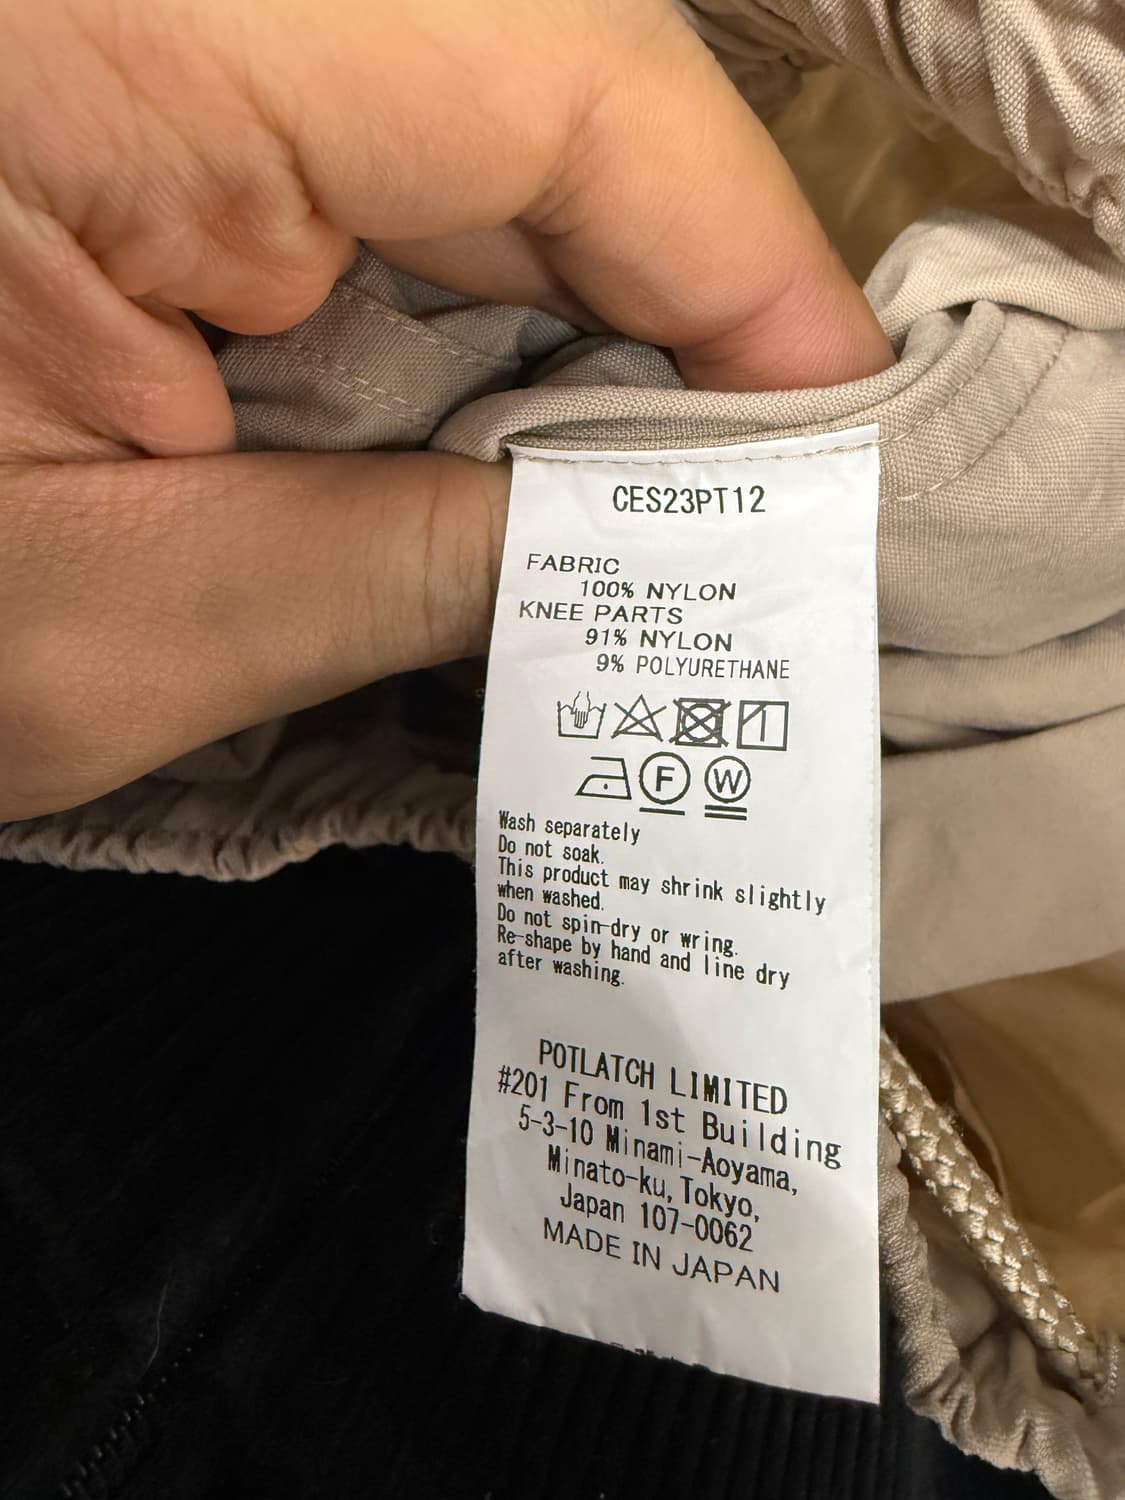 CES23PT12
FABRIC
100% NYLON
KNEE PARTS
91% NYLON
9% POLYURETHANE
F W
Wash separately
Do not soak.
This product may shrink slightly
when washed.
Do not spin-dry or wring.
Re-shape by hand and line dry
after washing.
POTLATCH LIMITED
#201 From 1st Building
5-3-10 Minami-Aoyama,
Minato-ku, Tokyo,
Japan 107-0062
MADE IN JAPAN